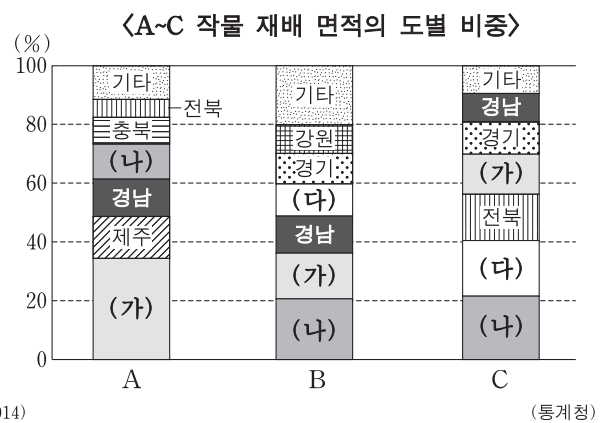 〈A~C 작물 재배 면적의 도별 비중〉
(%)
100
80
60
40
20
0
기타
전북
충북
(나)
경남
제주
(가)
A
기타
강원
경기
(다)
경남
(가)
(나)
B
기타
경남
경기
(가)
전북
(다)
(나)
C
014)
(통계청)